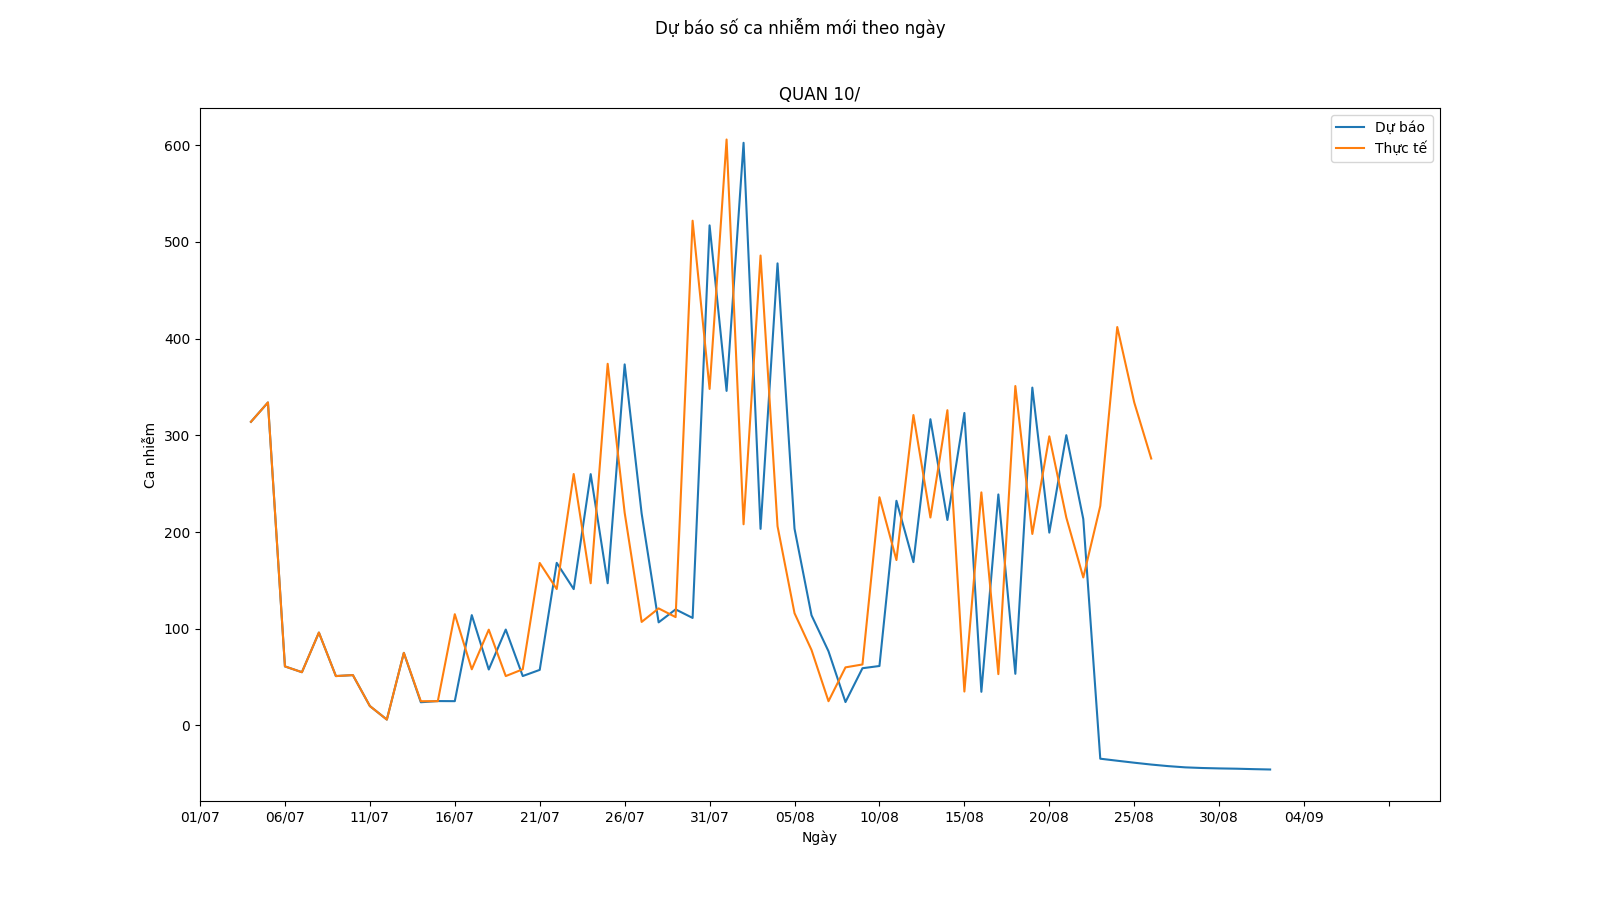 Dự báo số ca nhiễm mới theo ngày
QUAN 10/
Dự báo
Thực tế
600
500
400
300
200
100
0
Ca nhiễm
01/07 06/07 11/07 16/07 21/07 26/07 31/07 05/08 10/08 15/08 20/08 25/08 30/08 04/09
Ngày